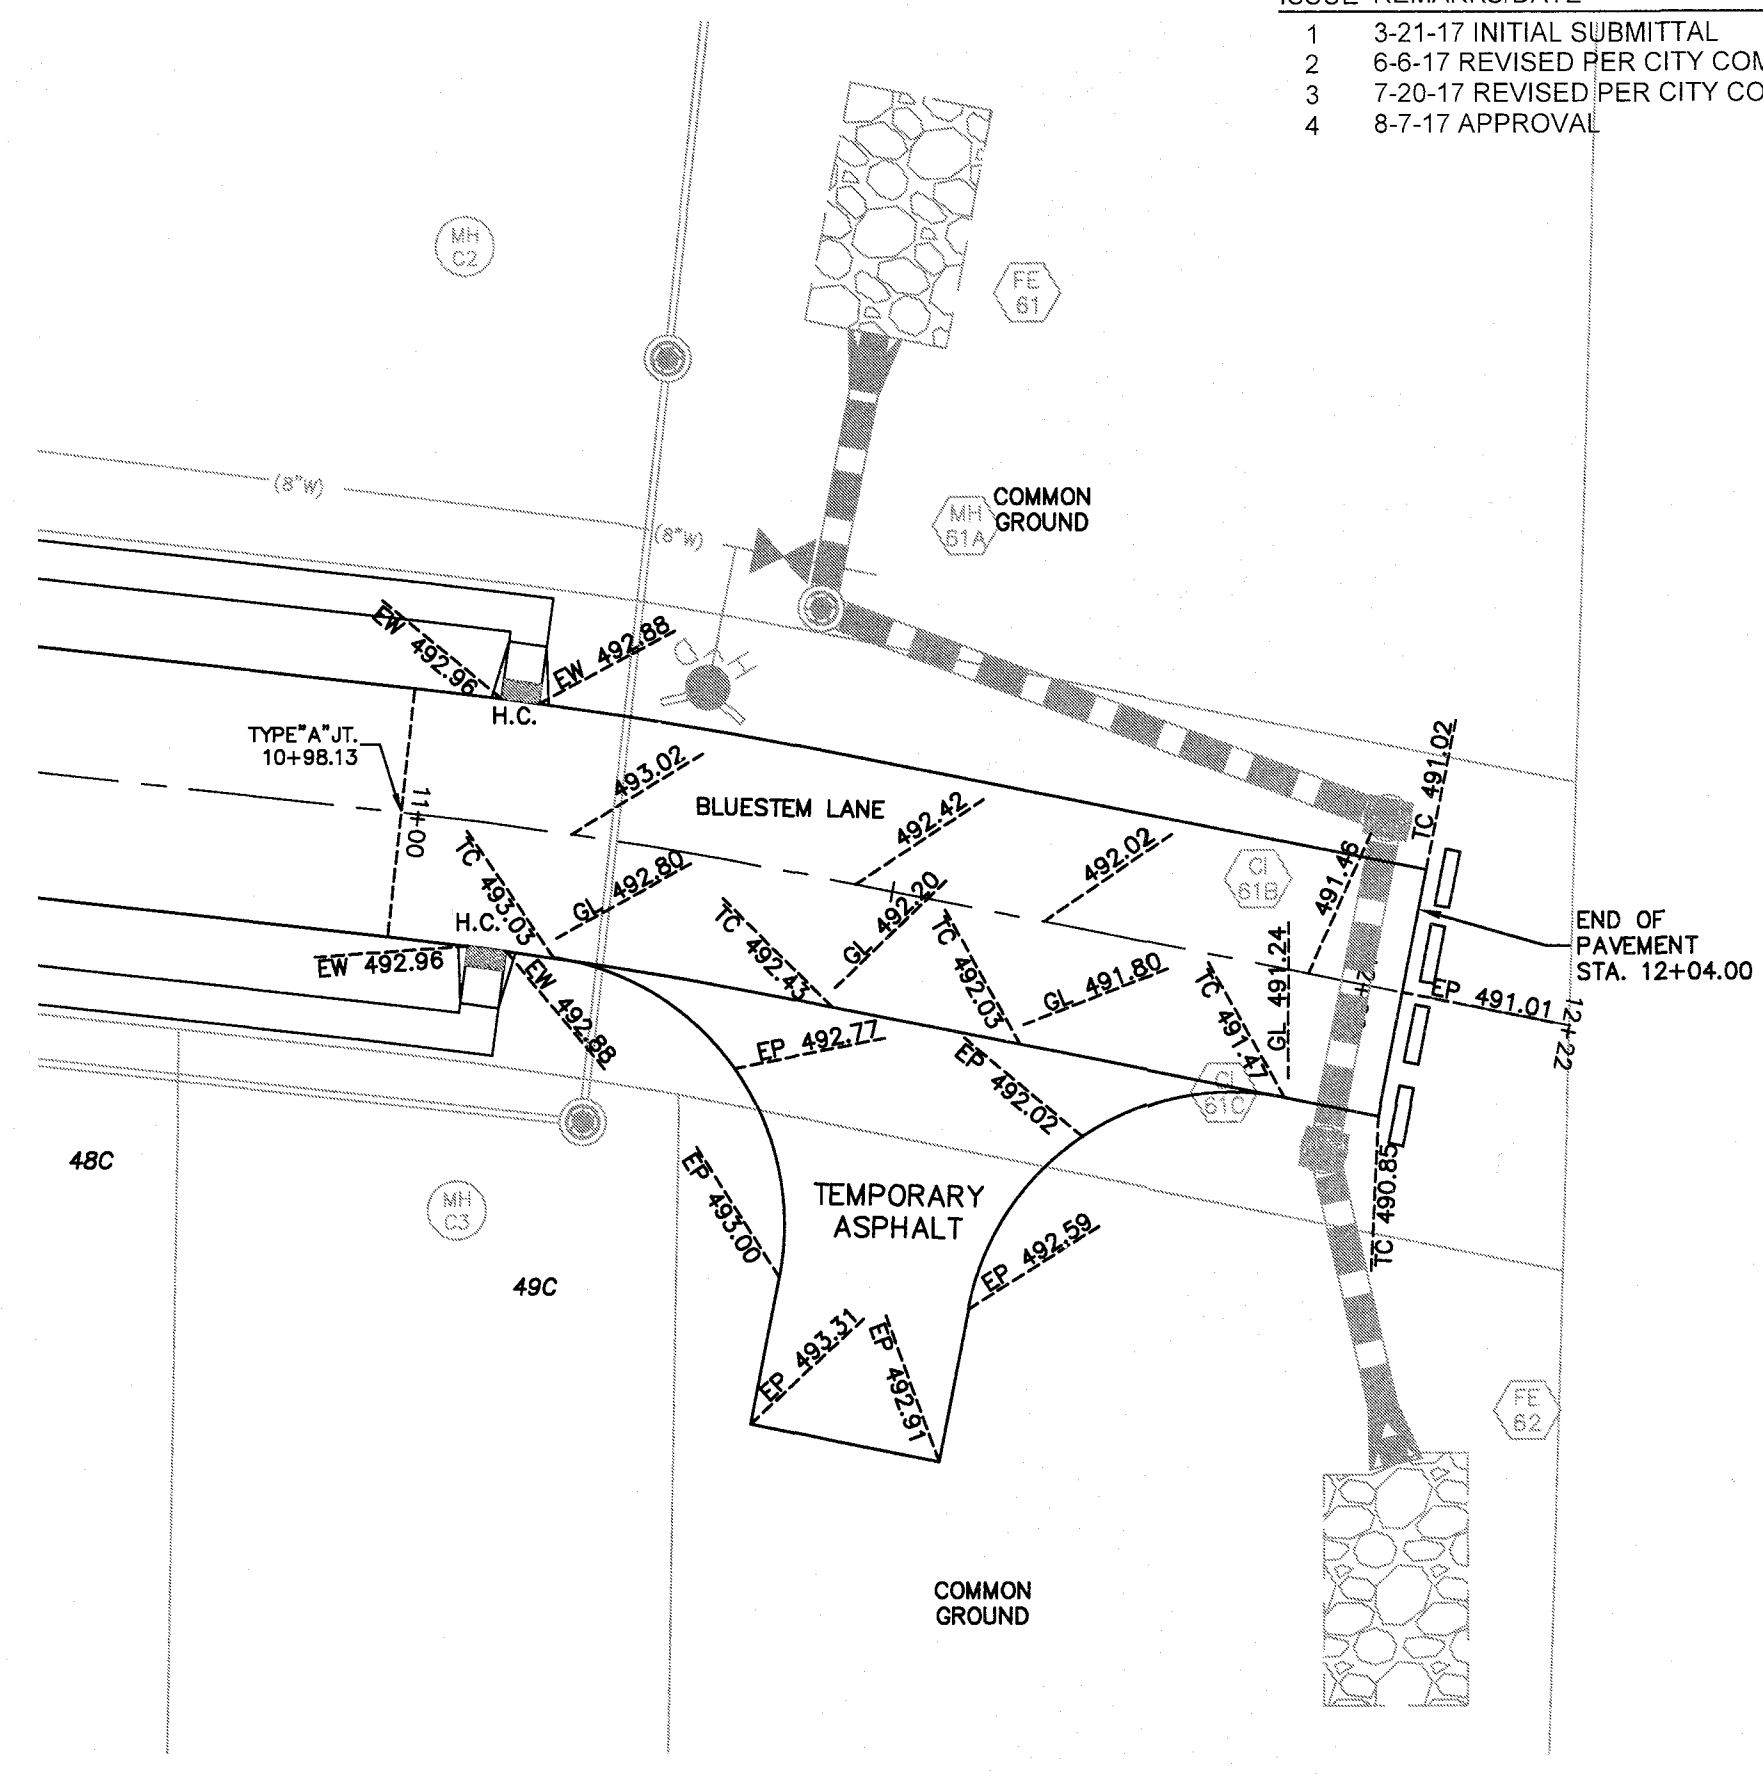 1 3-21-17 INITIAL SUBMITTAL
2 6-6-17 REVISED PER CITY
3 7-20-17 REVISED PER CITY
4 8-7-17 APPROVAL
MH
C2
FE
61
(8"W)
(8"W)
MH
61A
COMMON
GROUND
EW 492.96
EW 492.88
H.C.
TYPE"A"JT.
10+98.13
11+00
493.02
BLUESTEM LANE
492.42
492.02
491.46
TC 491.02
TC 493.03
GL 492.80
TC 492.43
GL 492.20
TC 492.03
GL 491.80
CI
61B
TC 491.47
GL 491.24
END OF
PAVEMENT
STA. 12+04.00
EP 491.01
12+22
H.C.
EW 492.96
EW 492.88
EP 492.77
EP 492.02
CI
61C
TC 490.85
48C
MH
C3
49C
EP 493.00
TEMPORARY
ASPHALT
EP 492.59
EP 493.31
EP 492.91
FE
62
COMMON
GROUND